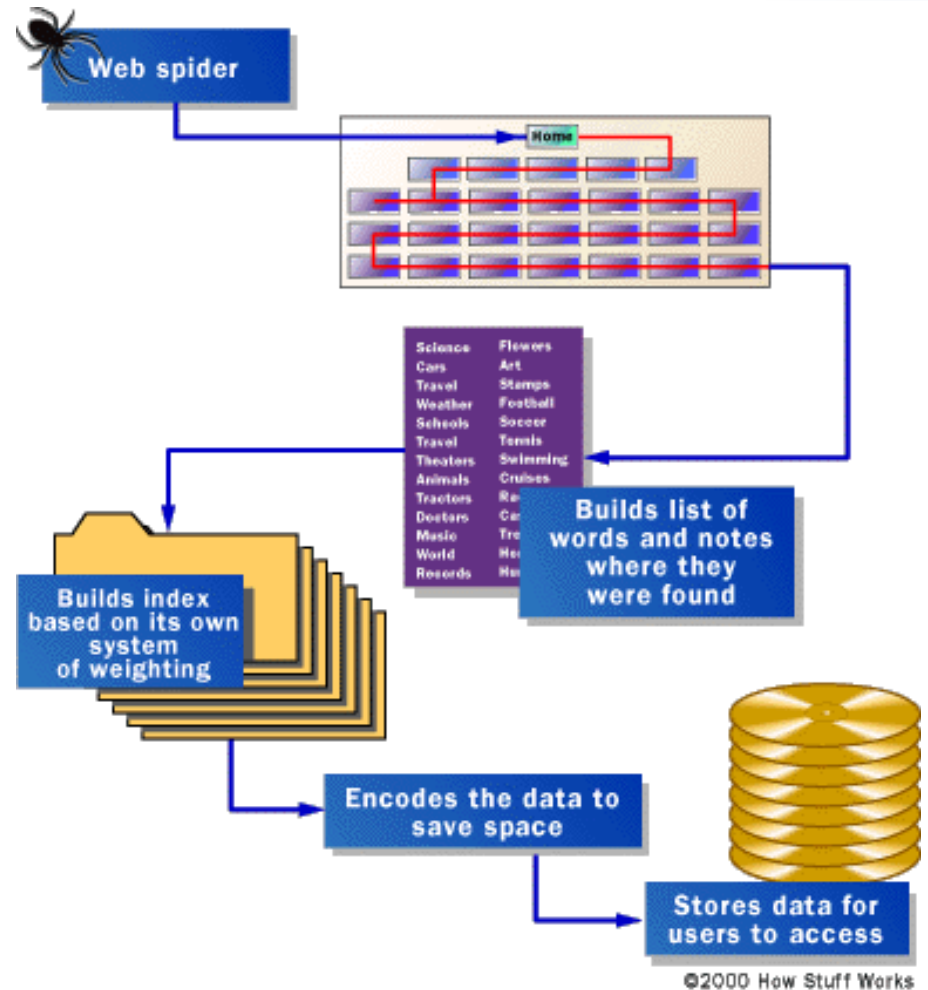 Web spider
Home
Science Flowers
Cars Art
Travel Stamps
Weather Football
Schools Soccer
Travel Tennis
Theaters Swimming
Animals Cruises
Tractors
Doctors
Music
World
Records
Builds list of
words and notes
where they
were found
Builds index
based on its own
system
of weighting
Encodes the data to
save space
Stores data for
users to access
©2000 How Stuff Works